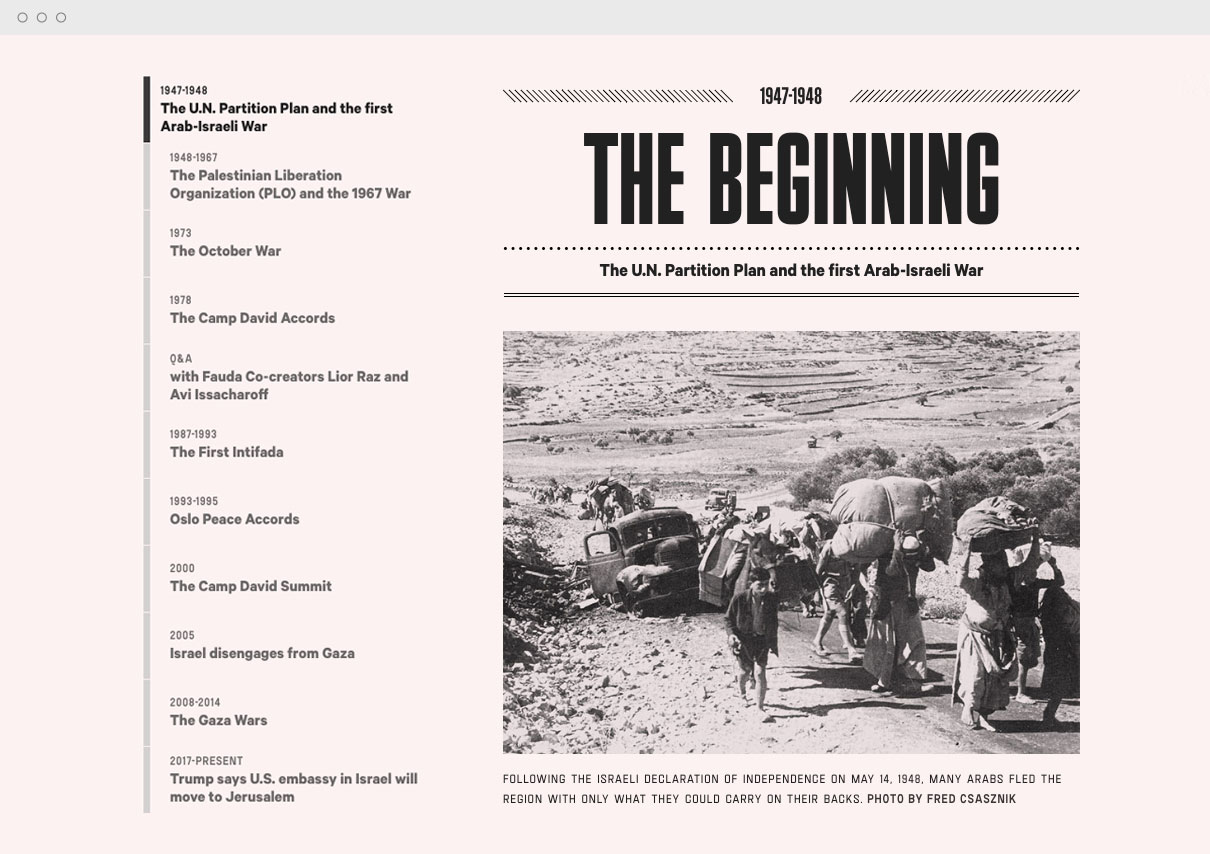 1947-1948
The U.N. Partition Plan and the first
Arab-Israeli War
1948-1967
The Palestinian Liberation
Organization (PLO) and the 1967 War
1973
The October War
1978
The Camp David Accords
Q&A
with Fauda Co-creators Lior Raz and
Avi Issacharoff
1987-1993
The First Intifada
1993-1995
Oslo Peace Accords
2000
The Camp David Summit
2005
Israel disengages from Gaza
2008-2014
The Gaza Wars
2017-PRESENT
Trump says U.S. embassy in Israel will
move to Jerusalem
1947-1948
THE BEGINNING
The U.N. Partition Plan and the first Arab-Israeli War
FOLLOWING THE ISRAELI DECLARATION OF INDEPENDENCE ON MAY 14, 1948, MANY ARABS FLED THE
REGION WITH ONLY WHAT THEY COULD CARRY ON THEIR BACKS. PHOTO BY FRED CSASZNIK